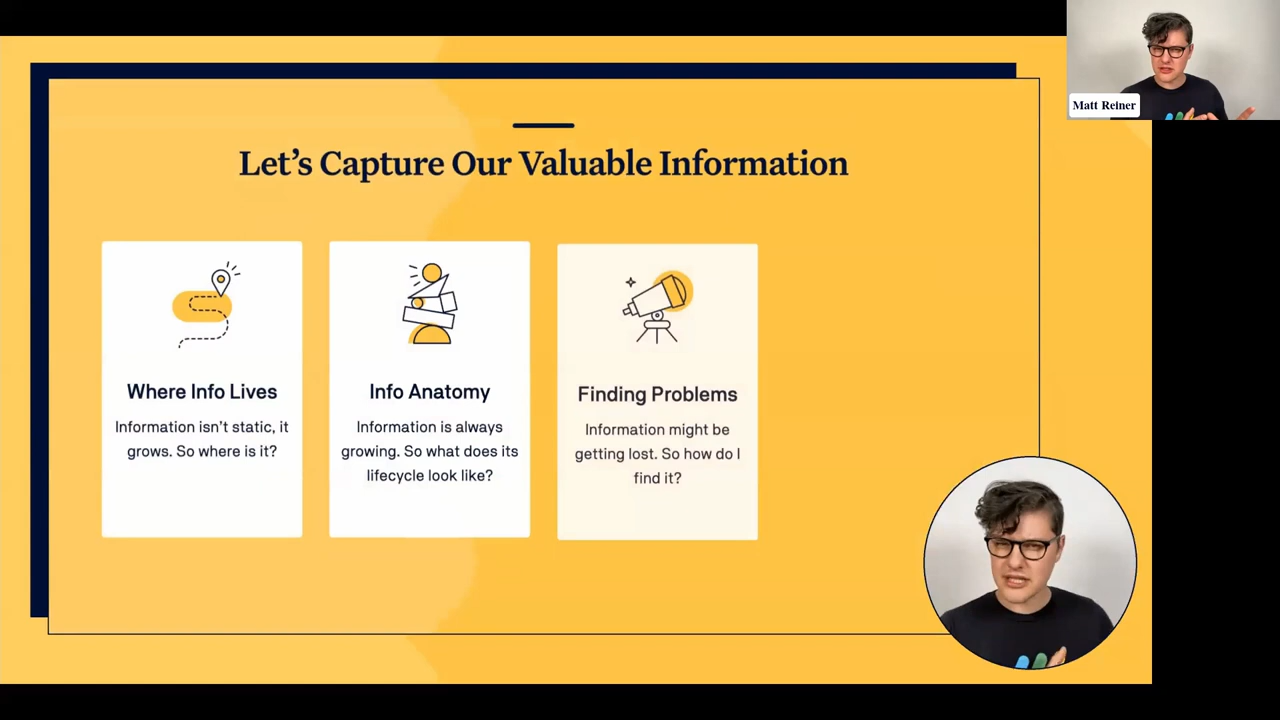 Matt Reiner
Let’s Capture Our Valuable Information
Where Info Lives
Information isn’t static, it
grows. So where is it?
Info Anatomy
Information is always
growing. So what does its
lifecycle look like?
Finding Problems
Information might be
getting lost. So how do I
find it?